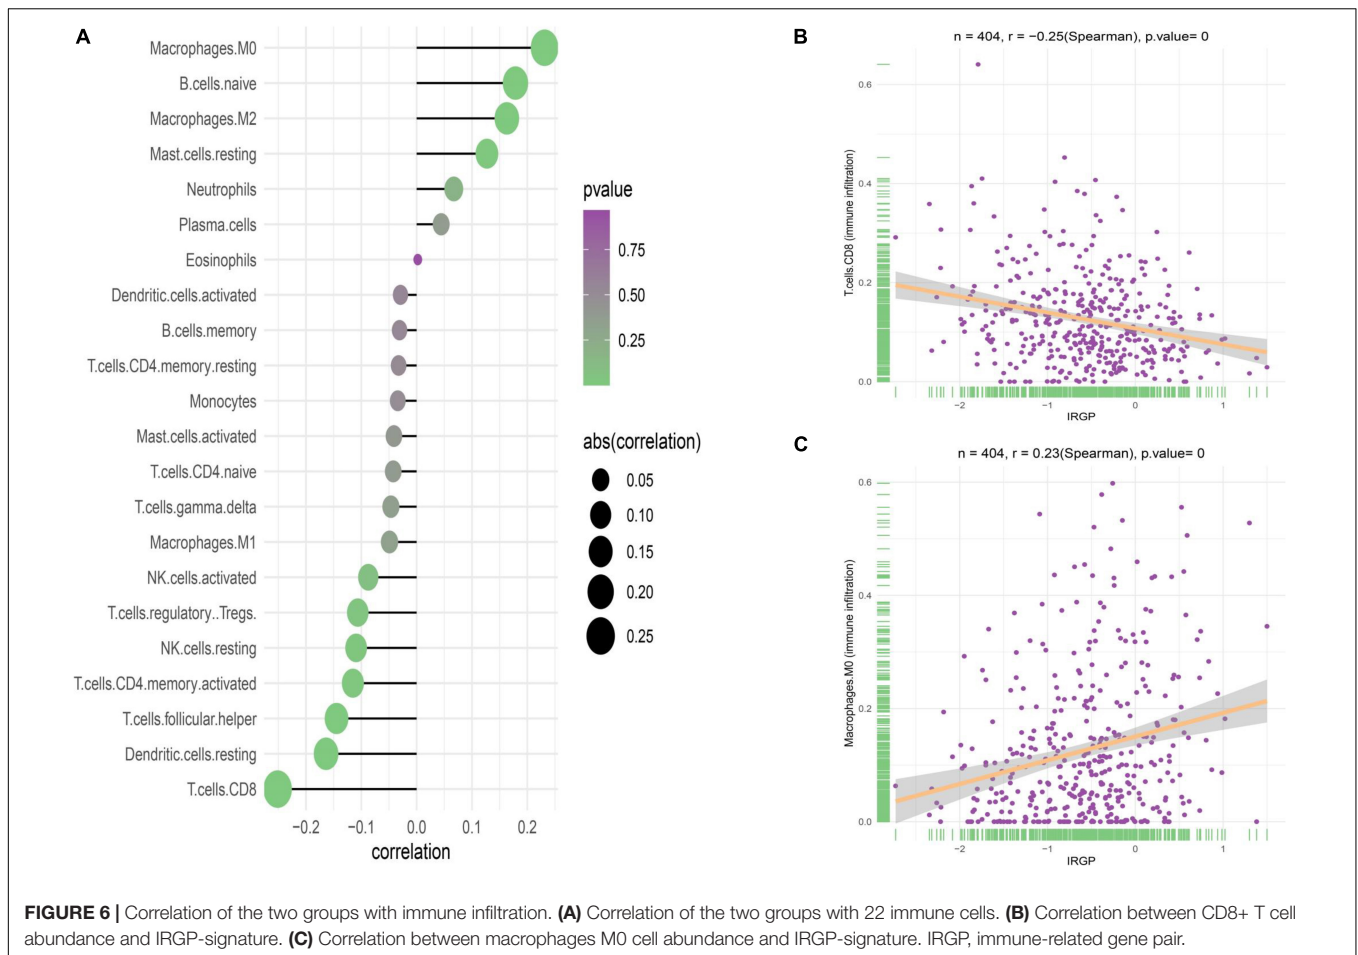 A
Macrophages.M0
B.cells.naive
Macrophages.M2
Mast.cells.resting
Neutrophils
Plasma.cells
Eosinophils
Dendritic.cells.activated
B.cells.memory
T.cells.CD4.memory.resting
Monocytes
Mast.cells.activated
T.cells.CD4.naive
T.cells.gamma.delta
Macrophages.M1
NK.cells.activated
T.cells.regulatory..Tregs.
NK.cells.resting
T.cells.CD4.memory.activated
T.cells.follicular.helper
Dendritic.cells.resting
T.cells.CD8
−0.2 −0.1 0.0 0.1 0.2
correlation
pvalue
0.75
0.50
0.25
abs(correlation)
0.05
0.10
0.15
0.20
0.25
B
n = 404, r = −0.25(Spearman), p.value= 0
T.cells.CD8 (immune infiltration)
0.6
0.4
0.2
0.0
−2 −1 0 1
IRGP
C
n = 404, r = 0.23(Spearman), p.value= 0
Macrophages.M0 (immune infiltration)
0.6
0.4
0.2
0.0
−2 −1 0 1
IRGP
FIGURE 6 | Correlation of the two groups with immune infiltration. (A) Correlation of the two groups with 22 immune cells. (B) Correlation between CD8+ T cell
abundance and IRGP-signature. (C) Correlation between macrophages M0 cell abundance and IRGP-signature. IRGP, immune-related gene pair.